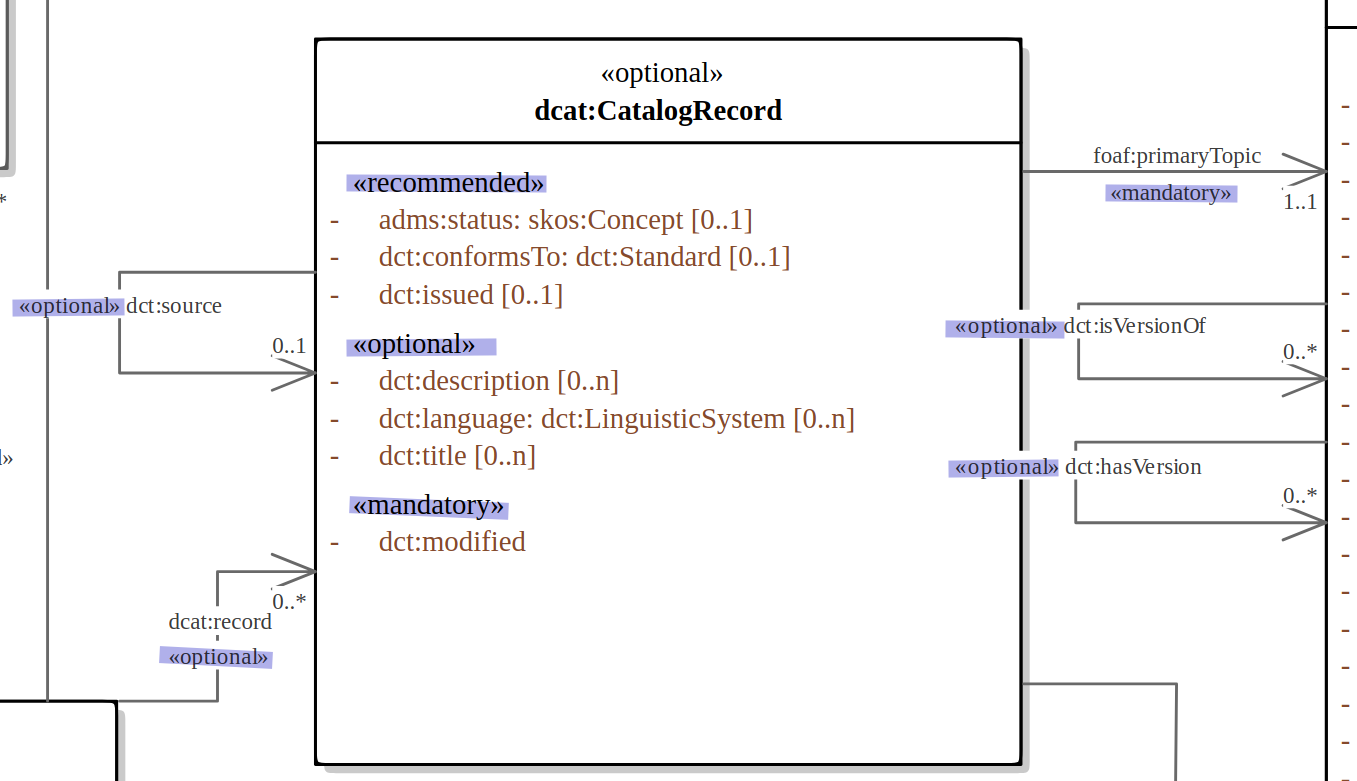 «optional»
dcat:CatalogRecord
«recommended»
- adms:status: skos:Concept [0..1]
- dct:conformsTo: dct:Standard [0..1]
- dct:issued [0..1]
«optional»
- dct:description [0..n]
- dct:language: dct:LinguisticSystem [0..n]
- dct:title [0..n]
«mandatory»
- dct:modified
*
«optional» dct:source
0..1
»
0..*
dcat:record
«optional»
foaf:primaryTopic
«mandatory»
1..1
«optional» dct:isVersionOf
0..*
«optional» dct:hasVersion
0..*